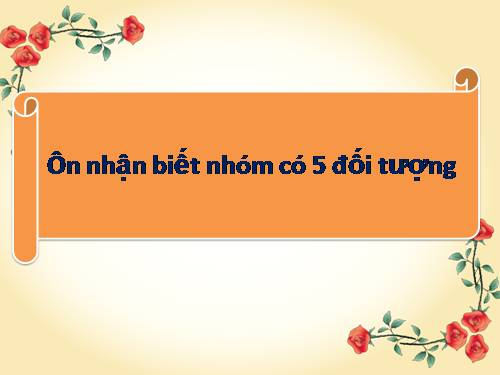 Ôn nhận biết nhóm có 5 đối tượng